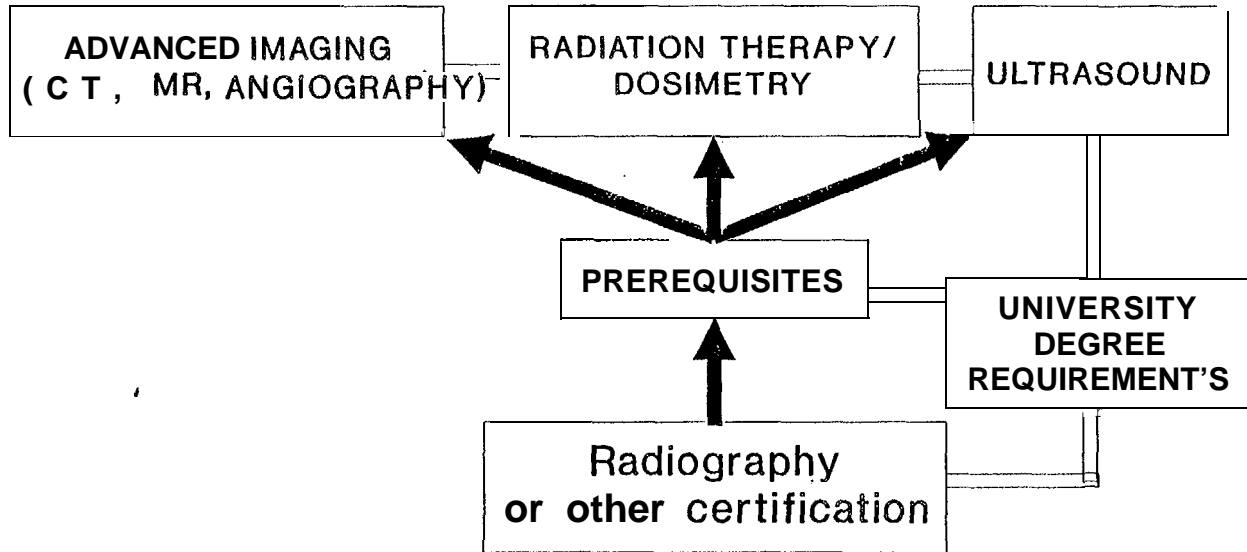 ADVANCED IMAGING
( C T , MR, ANGIOGRAPHY)
RADIATION THERAPY/
DOSIMETRY
ULTRASOUND
PREREQUISITES
UNIVERSITY
DEGREE
REQUIREMENT'S
Radiography
or other certification